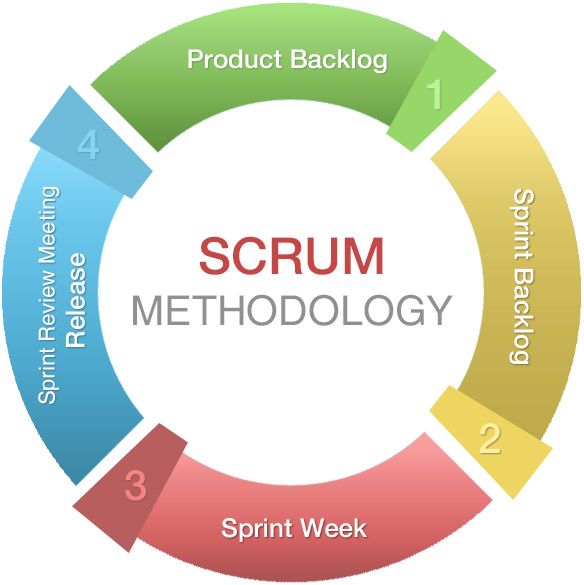 Product Backlog
1
Sprint Backlog
2
Sprint Week
3
Sprint Review Meeting
Release
4
SCRUM
METHODOLOGY